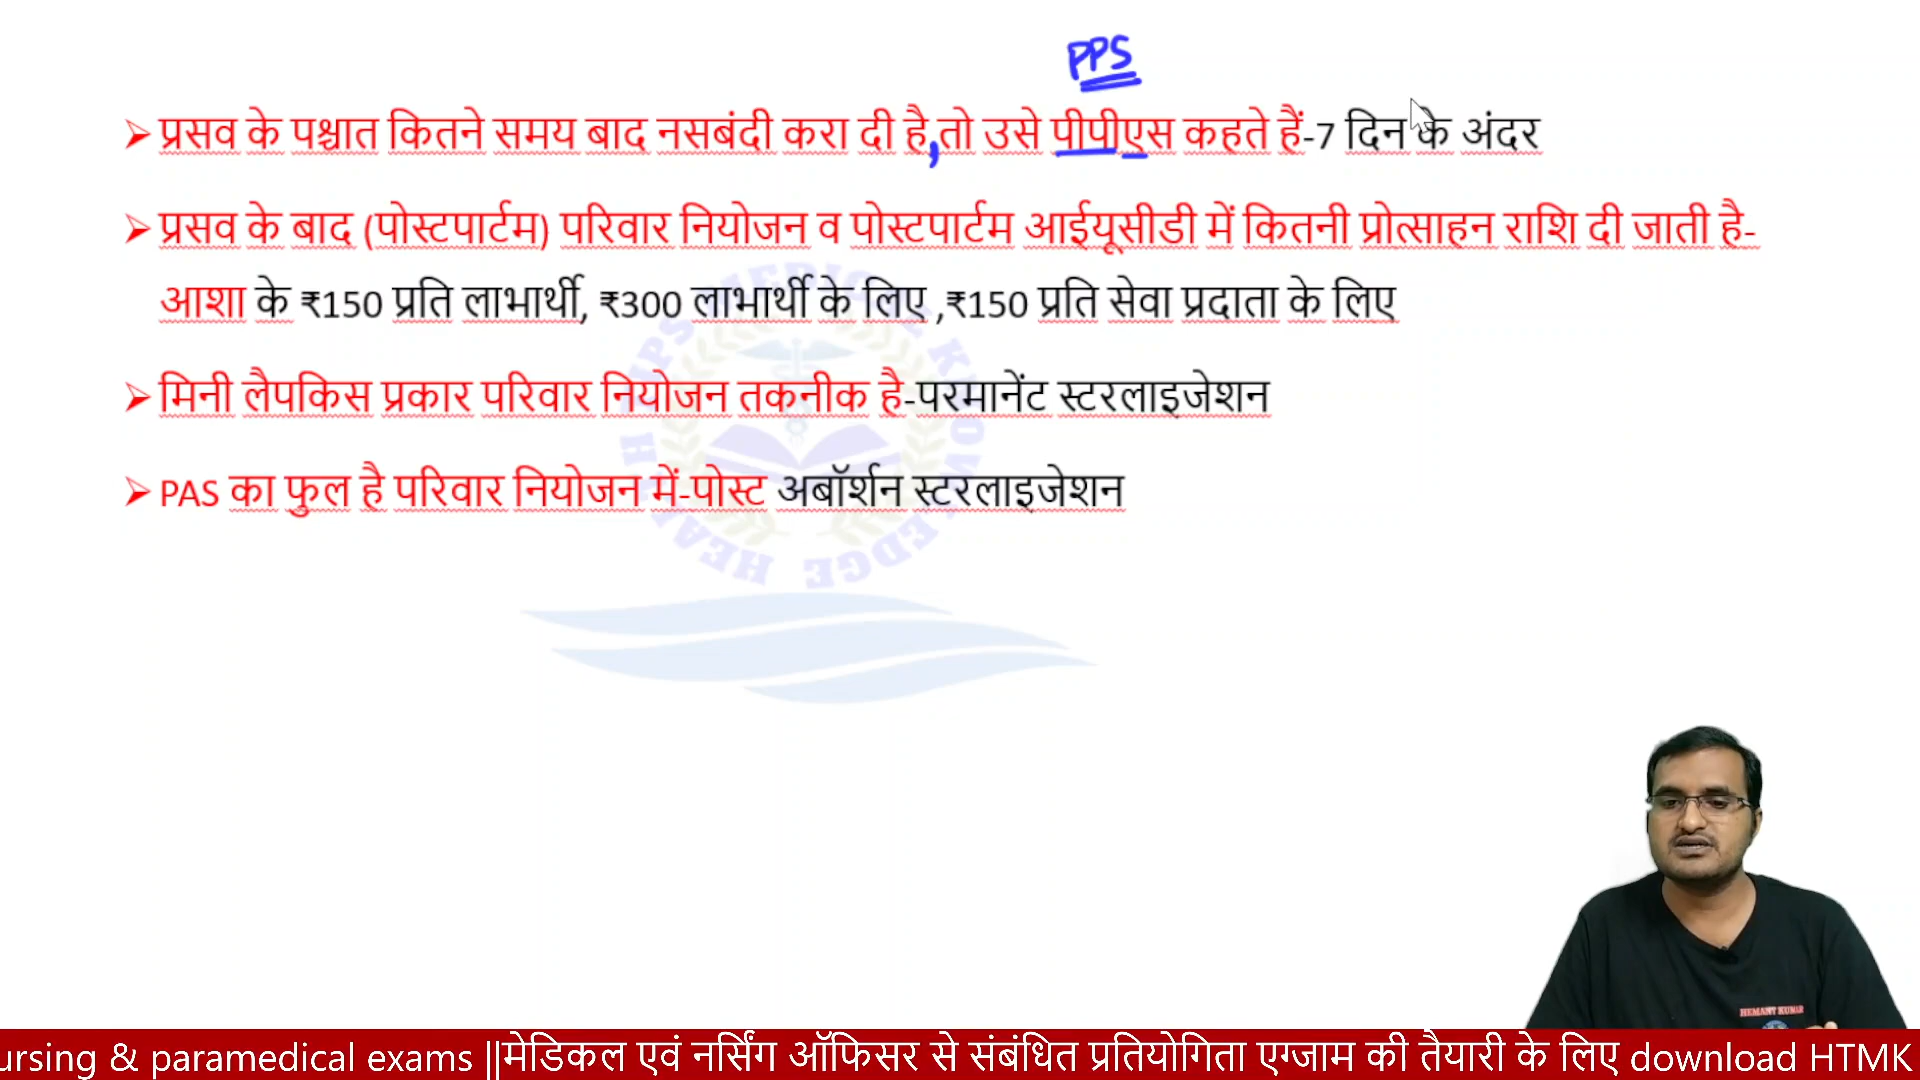 PPS
➢प्रसव के पश्चात कितने समय बाद नसबंदी करा दी है,तो उसे पीपीएस कहते हैं-7 दिन के अंदर
➢प्रसव के बाद (पोस्टपार्टम) परिवार नियोजन व पोस्टपार्टम आईयूसीडी में कितनी प्रोत्साहन राशि दी जाती है-
आशा के ₹150 प्रति लाभार्थी, ₹300 लाभार्थी के लिए ,₹150 प्रति सेवा प्रदाता के लिए
➢मिनी लैपकिस प्रकार परिवार नियोजन तकनीक है-परमानेंट स्टरलाइजेशन
➢PAS का फुल है परिवार नियोजन में-पोस्ट अबॉर्शन स्टरलाइजेशन
HEMANT KUMAR
ursing & paramedical exams ||मेडिकल एवं नर्सिंग ऑफिसर से संबंधित प्रतियोगिता एग्जाम की तैयारी के लिए download HTMK